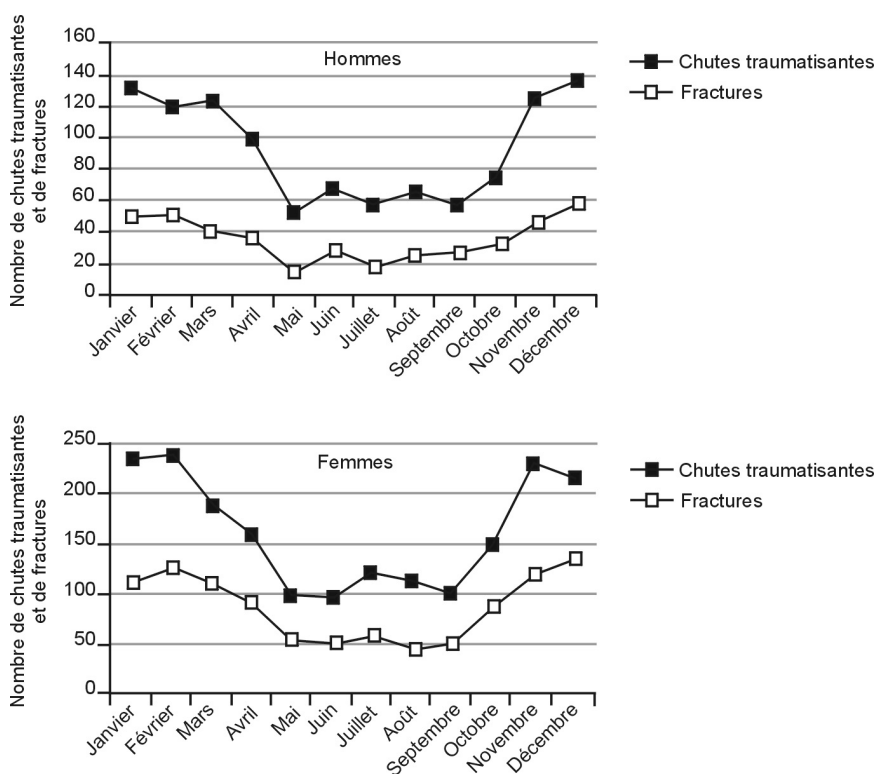 Nombre de chutes traumatisantes
et de fractures
160
140
120
100
80
60
40
20
0
Hommes
Chutes traumatisantes
Fractures
Janvier
Février
Mars
Avril
Mai
Juin
Juillet
Août
Septembre
Octobre
Novembre
Décembre
Nombre de chutes traumatisantes
et de fractures
250
200
150
100
50
0
Femmes
Chutes traumatisantes
Fractures
Janvier
Février
Mars
Avril
Mai
Juin
Juillet
Août
Septembre
Octobre
Novembre
Décembre